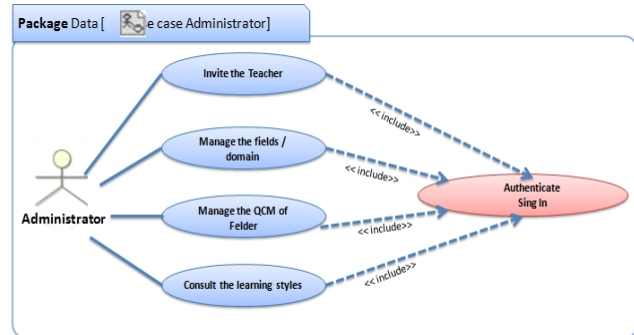 Package Data [ e case Administrator]
Invite the Teacher
<< include>>
Manage the fields /
domain
<< include>>
Authenticate
Sing In
Administrator
Manage the QCM of
Felder
<< include>>
Consult the learning styles
<< include>>